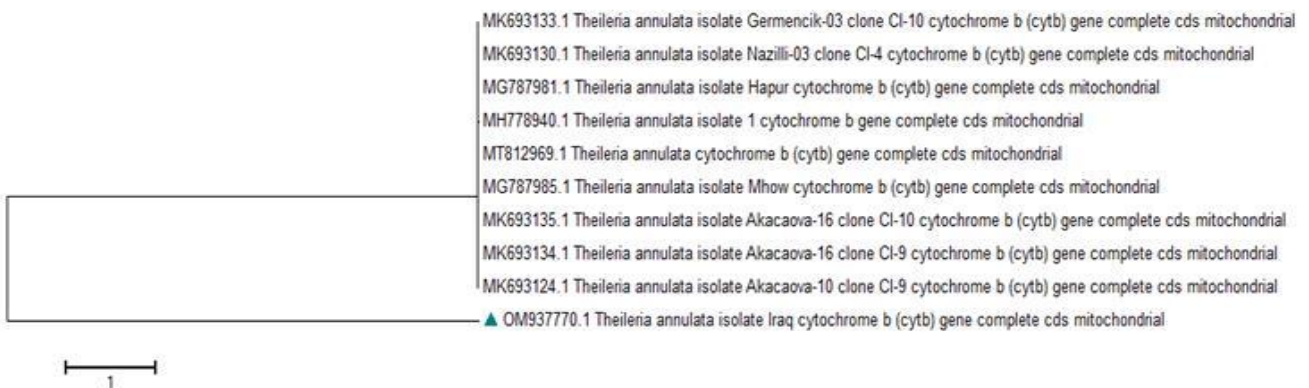 MK693133.1 Theileria annulata isolate Germencik-03 clone Cl-10 cytochrome b (cytb) gene complete cds mitochondrial
MK693130.1 Theileria annulata isolate Nazilli-03 clone Cl-4 cytochrome b (cytb) gene complete cds mitochondrial
MG787981.1 Theileria annulata isolate Hapur cytochrome b (cytb) gene complete cds mitochondrial
MH778940.1 Theileria annulata isolate 1 cytochrome b gene complete cds mitochondrial
MT812969.1 Theileria annulata cytochrome b (cytb) gene complete cds mitochondrial
MG787985.1 Theileria annulata isolate Mhow cytochrome b (cytb) gene complete cds mitochondrial
MK693135.1 Theileria annulata isolate Akacaova-16 clone Cl-10 cytochrome b (cytb) gene complete cds mitochondrial
MK693134.1 Theileria annulata isolate Akacaova-16 clone Cl-9 cytochrome b (cytb) gene complete cds mitochondrial
MK693124.1 Theileria annulata isolate Akacaova-10 clone Cl-9 cytochrome b (cytb) gene complete cds mitochondrial
OM937770.1 Theileria annulata isolate Iraq cytochrome b (cytb) gene complete cds mitochondrial
1